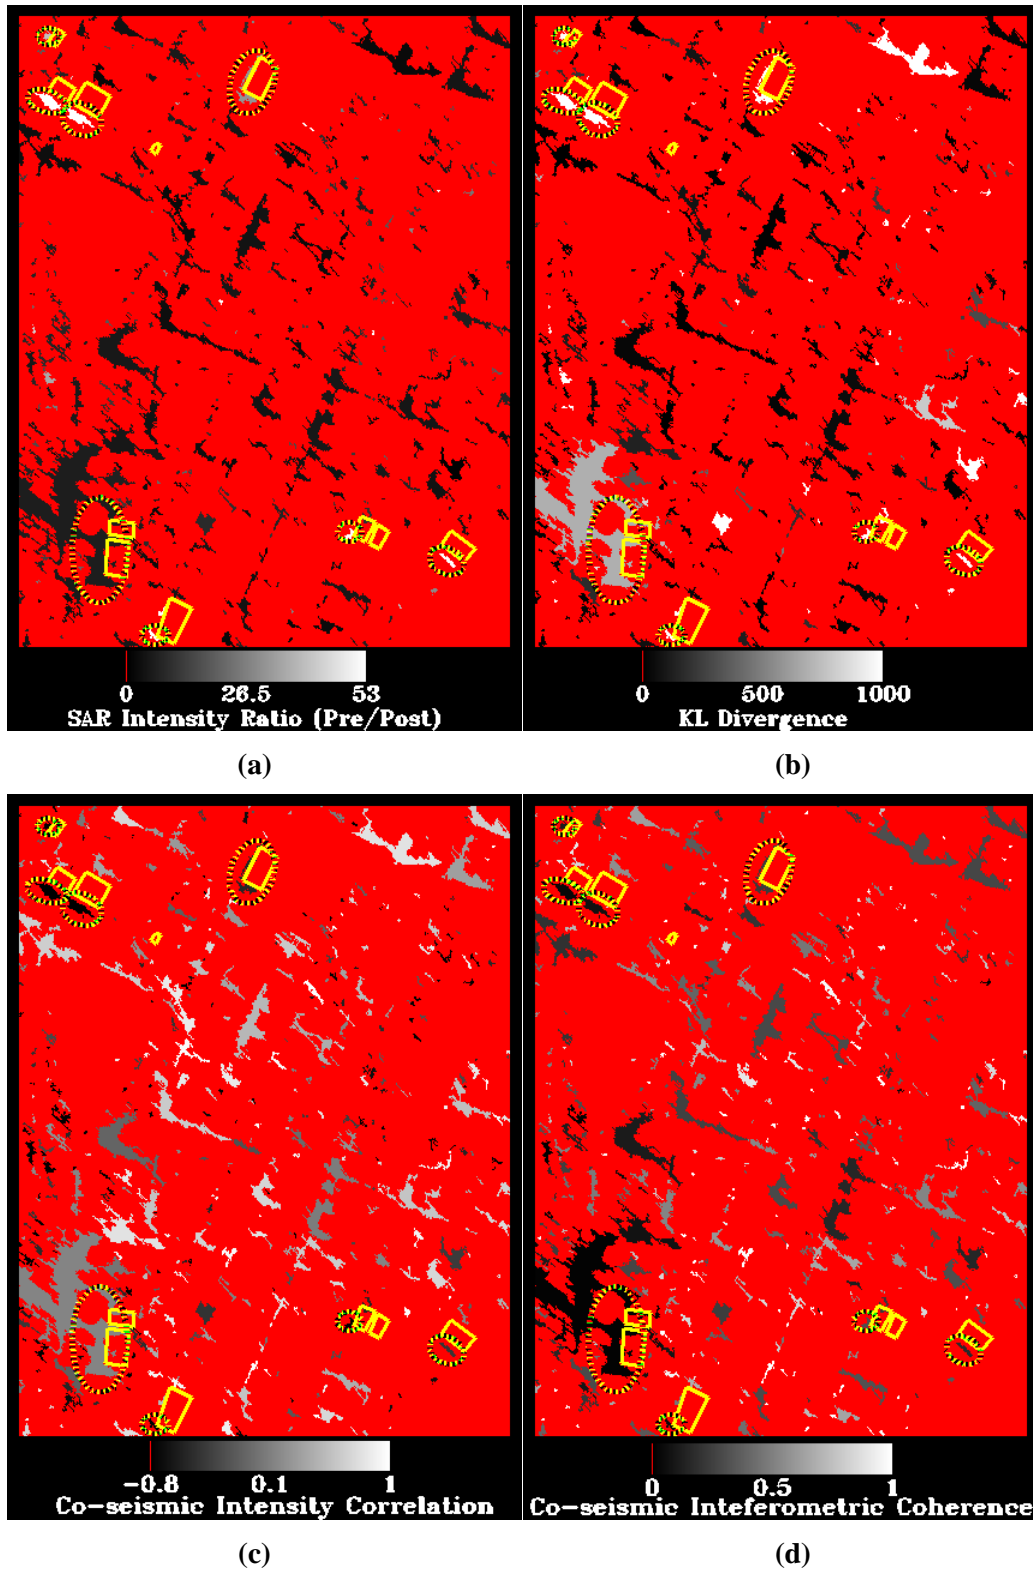 0 26.5 53
SAR Intensity Ratio (Pre/Post)
0 500 1000
KL Divergence
(a)
(b)
-0.8 0.1 1
Co-seismic Intensity Correlation
0 0.5 1
Co-seismic Inteferometric Coherence
(c)
(d)